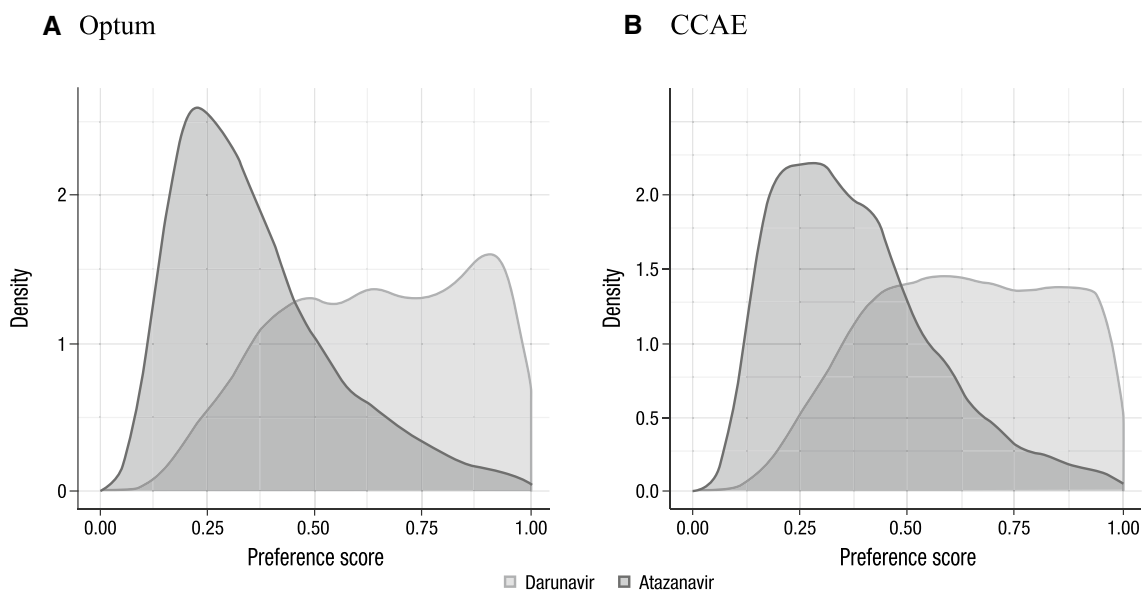 A Optum
B CCAE
Density
2
1
0
0.00 0.25 0.50 0.75 1.00
Preference score
Density
2.0
1.5
1.0
0.5
0.0
0.00 0.25 0.50 0.75 1.00
Preference score
Darunavir Atazanavir